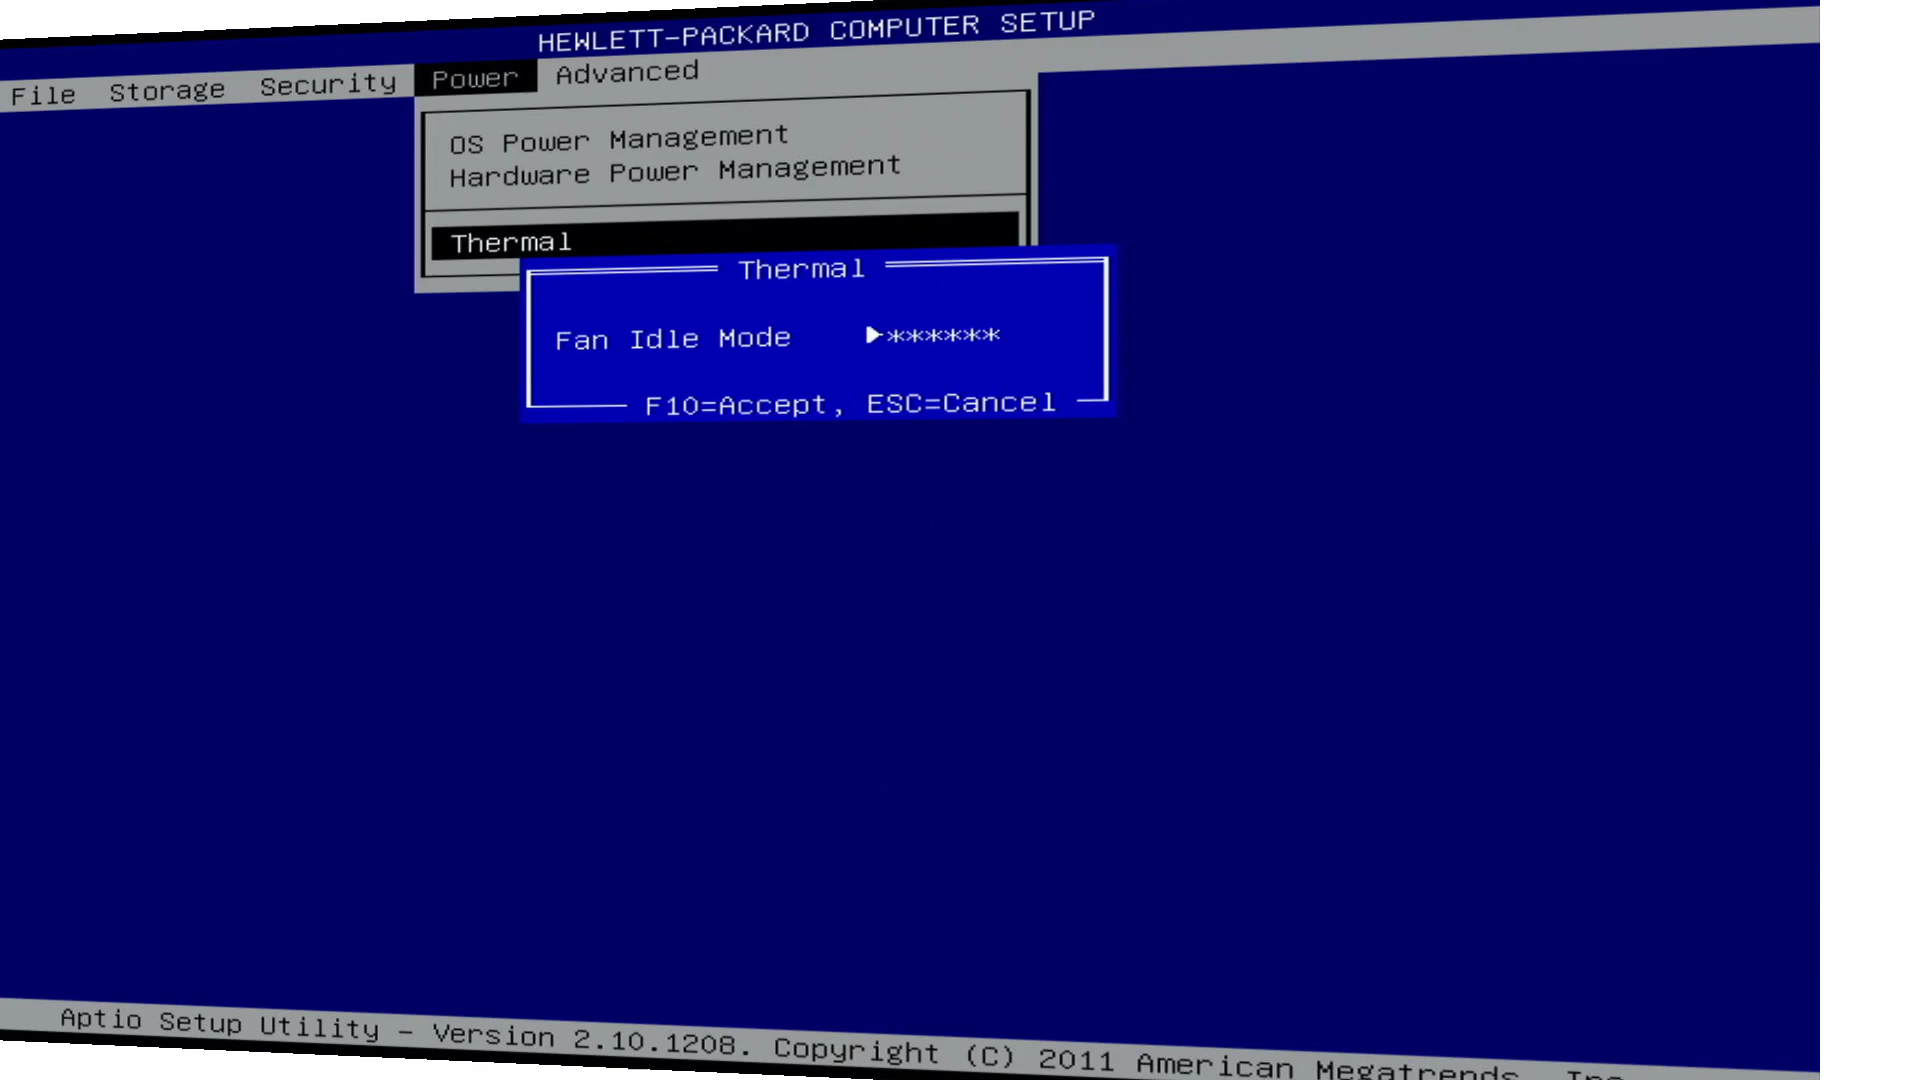 HEWLETT-PACKARD COMPUTER SETUP
File Storage Security Power Advanced
OS Power Management
Hardware Power Management
Thermal
Thermal
Fan Idle Mode ▶******
F10=Accept, ESC=Cancel
Aptio Setup Utility - Version 2.10.1208. Copyright (C) 2011 American Megatrends, Inc.